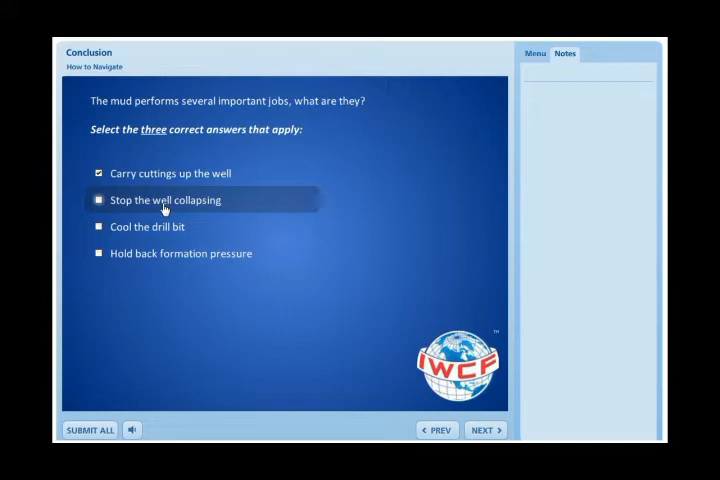 Conclusion
How to Navigate
Menu
Notes
The mud performs several important jobs, what are they?
Select the three correct answers that apply:
Carry cuttings up the well
Stop the well collapsing
Cool the drill bit
Hold back formation pressure
TM
IWCF
SUBMIT ALL
< PREV
NEXT >